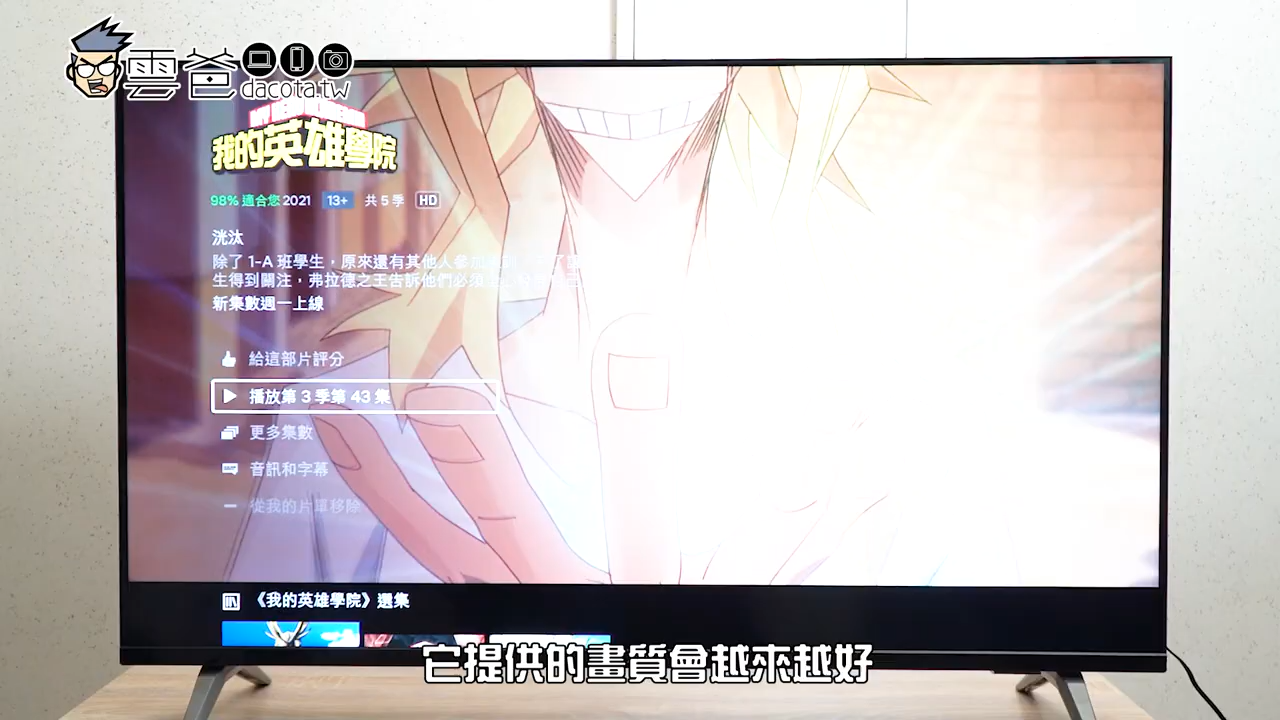 雲爸
dacota.tw
我的英雄學院
98% 適合您 2021 13+ 共 5 季 HD
洸汰
除了 1-A 班學生，原來還有其他人參加
生得到關注，弗拉德之王告訴他們必須
新集數週一上線
給這部片評分
播放第 3 季第 43 集
更多集數
音訊和字幕
從我的片單移除
《我的英雄學院》選集
它提供的畫質會越來越好